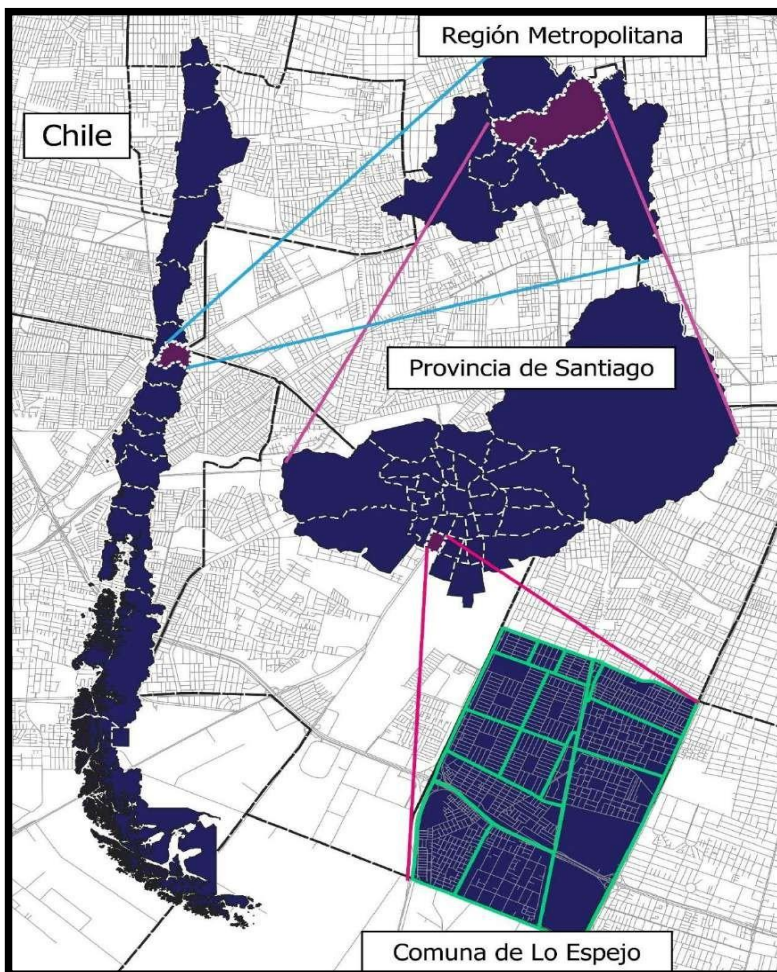 Región Metropolitana
Chile
Provincia de Santiago
Comuna de Lo Espejo